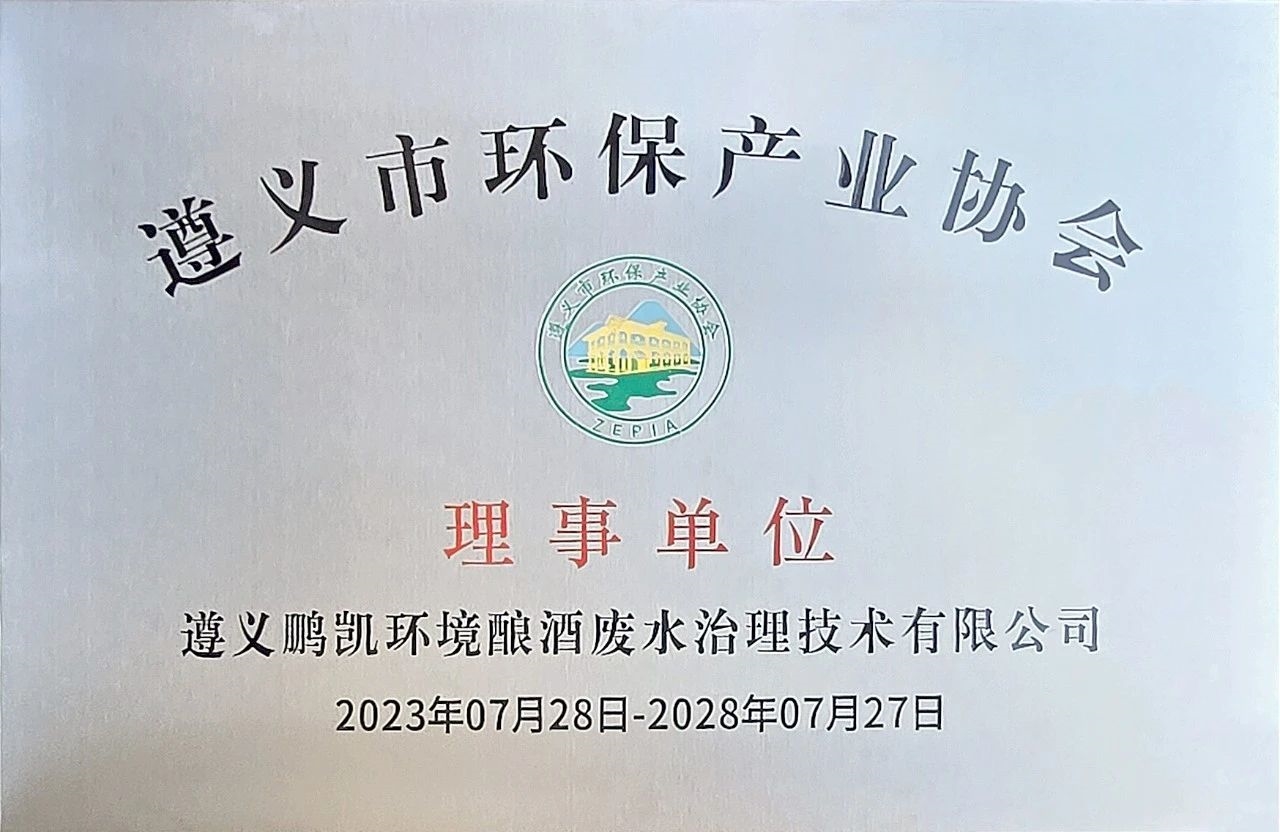 遵义市环保产业协会
遵义市环保产业协会
ZEPIA
理事单位
遵义鹏凯环境酿酒废水治理技术有限公司
2023年07月28日-2028年07月27日